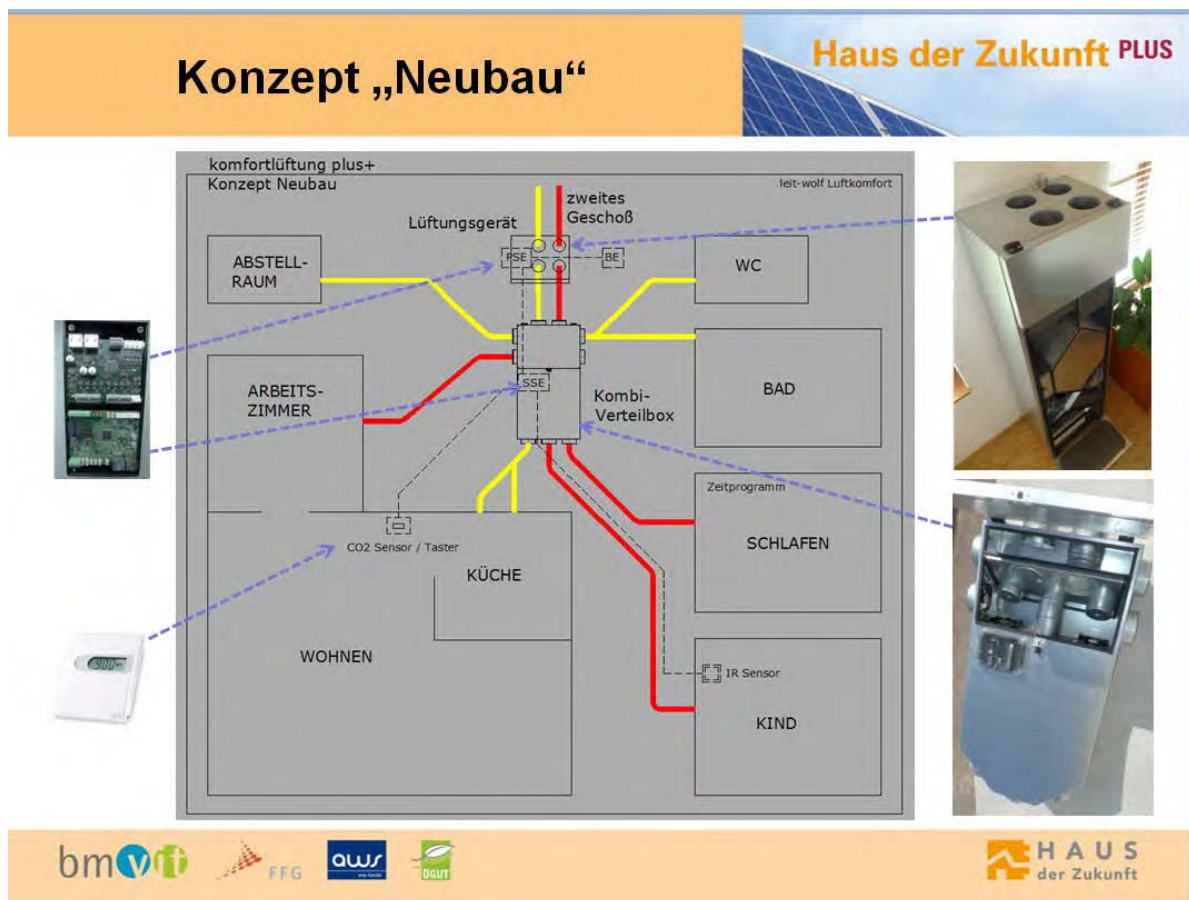 Konzept „Neubau“
Haus der Zukunft PLUS
komfortlüftung plus+
Konzept Neubau
leit-wolf Luftkomfort
zweites
Geschoß
Lüftungsgerät
PSE
BE
ABSTELL-
RAUM
WC
ARBEITS-
ZIMMER
SSE
Kombi-
Verteilbox
BAD
Zeitprogramm
SCHLAFEN
CO2 Sensor / Taster
KÜCHE
WOHNEN
IR Sensor
KIND
bmvit
FFG
aws
ÖGUT
HAUS
der Zukunft